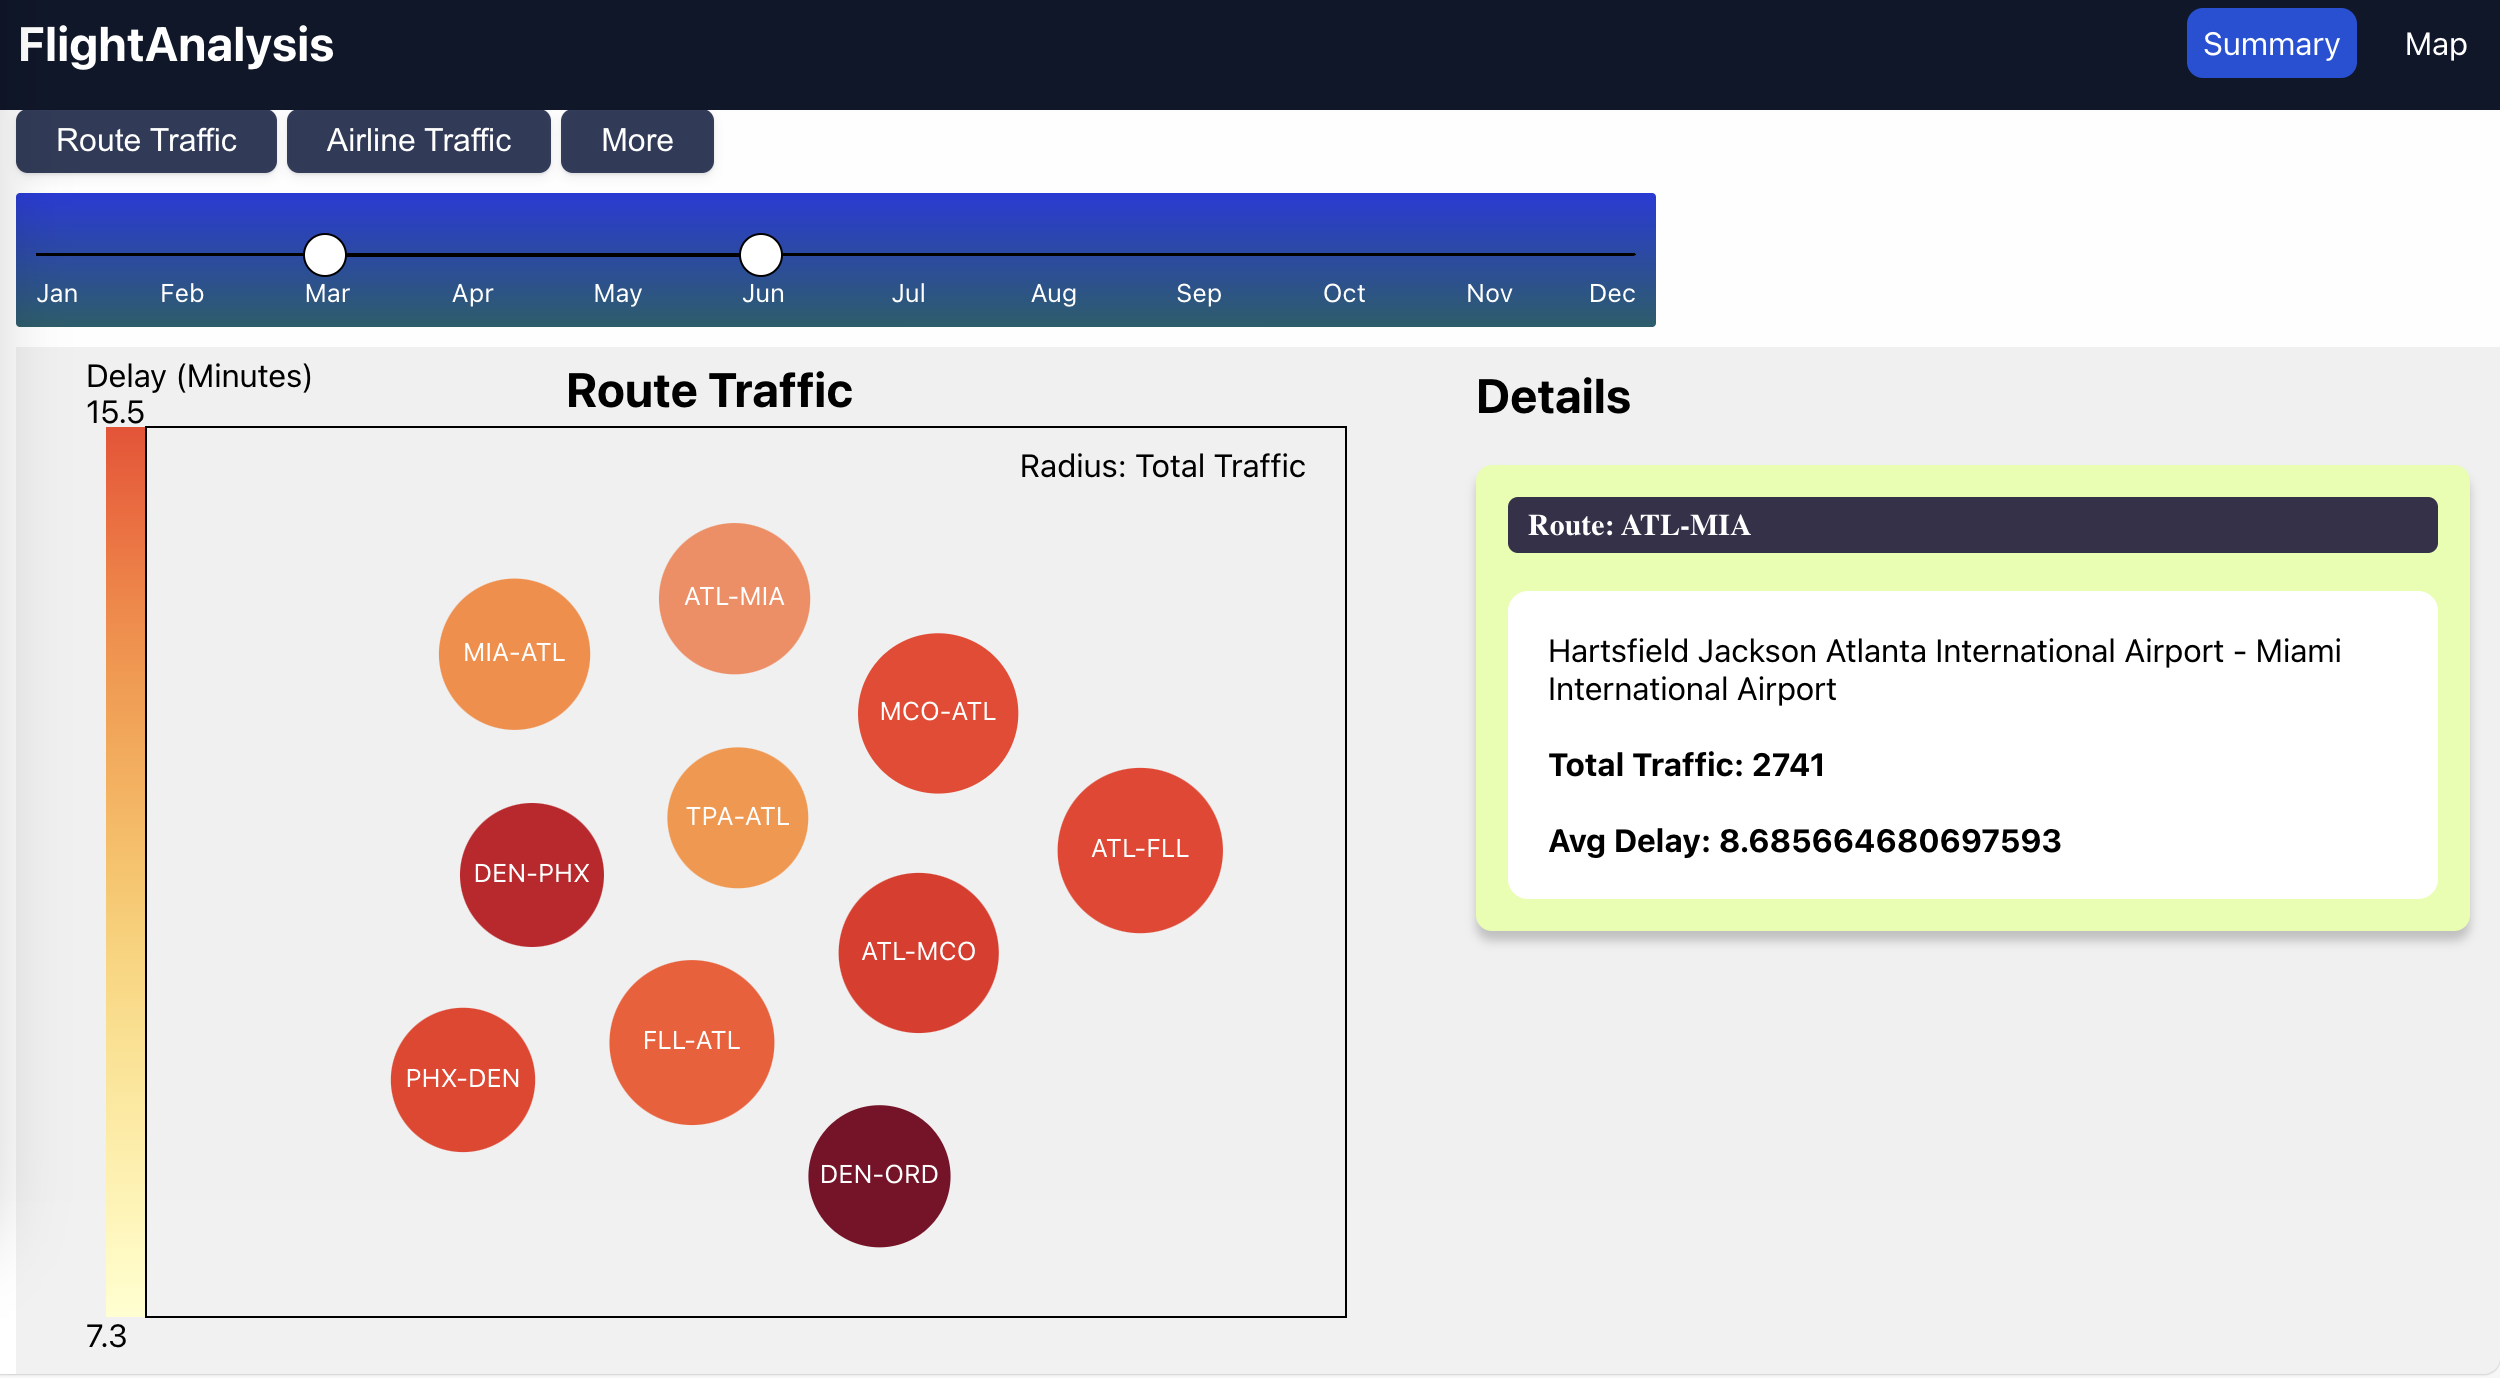 FlightAnalysis
Summary
Map
Route Traffic
Airline Traffic
More
Jan Feb Mar Apr May Jun Jul Aug Sep Oct Nov Dec
Delay (Minutes)
15.5
Route Traffic
Radius: Total Traffic
ATL-MIA
MIA-ATL
MCO-ATL
TPA-ATL
ATL-FLL
DEN-PHX
ATL-MCO
FLL-ATL
PHX-DEN
DEN-ORD
7.3
Details
Route: ATL-MIA
Hartsfield Jackson Atlanta International Airport - Miami
International Airport
Total Traffic: 2741
Avg Delay: 8.685664680697593